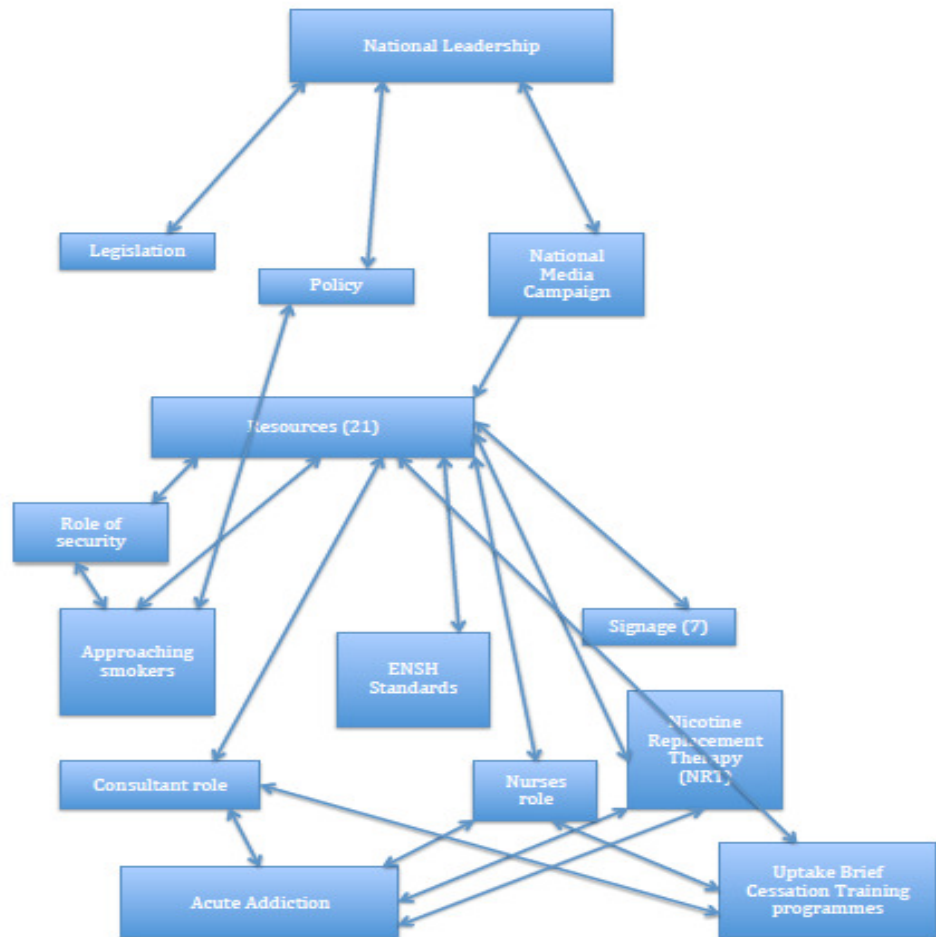 National Leadership
Legislation
Policy
National
Media
Campaign
Resources (21)
Role of
security
Approaching
smokers
ENSH
Standards
Signage (7)
Nicotine
Replacement
Therapy
(NRT)
Consultant role
Nurses
role
Acute Addiction
Uptake Brief
Cessation Training
programmes